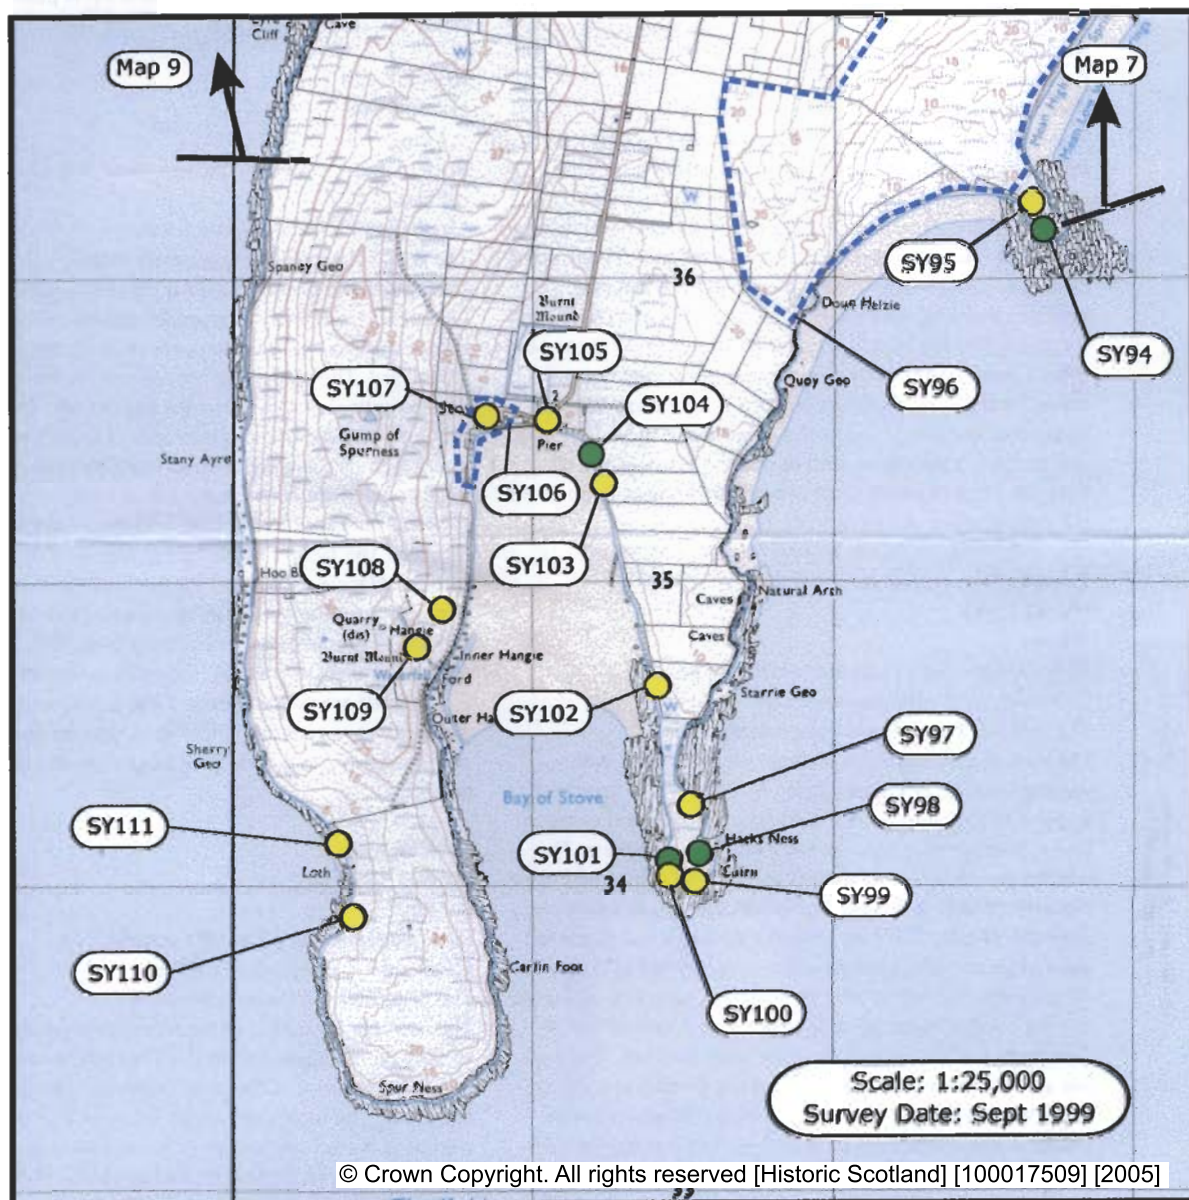 Cliff
Cave
Map 9
Map 7
W
W
Spaney Geo
36
SY95
Burnt
Mound
SY94
SY105
SY107
SY104
SY96
Quoy Geo
Gump of
Spurness
Pier
Stany Ayre
SY106
SY103
SY108
35
Caves
Natural Arch
Quarry
(dis)
Hangie
Caves
Burnt Mound
Inner Hangie
Ford
Starrie Geo
SY109
SY102
W
Sherry
Geo
SY97
Bay of Stove
SY98
SY111
Hacks Ness
SY101
Loth
34
Cairn
SY99
SY110
Carlin Foot
SY100
Spur Ness
Scale: 1:25,000
Survey Date: Sept 1999
© Crown Copyright. All rights reserved [Historic Scotland] [100017509] [2005]